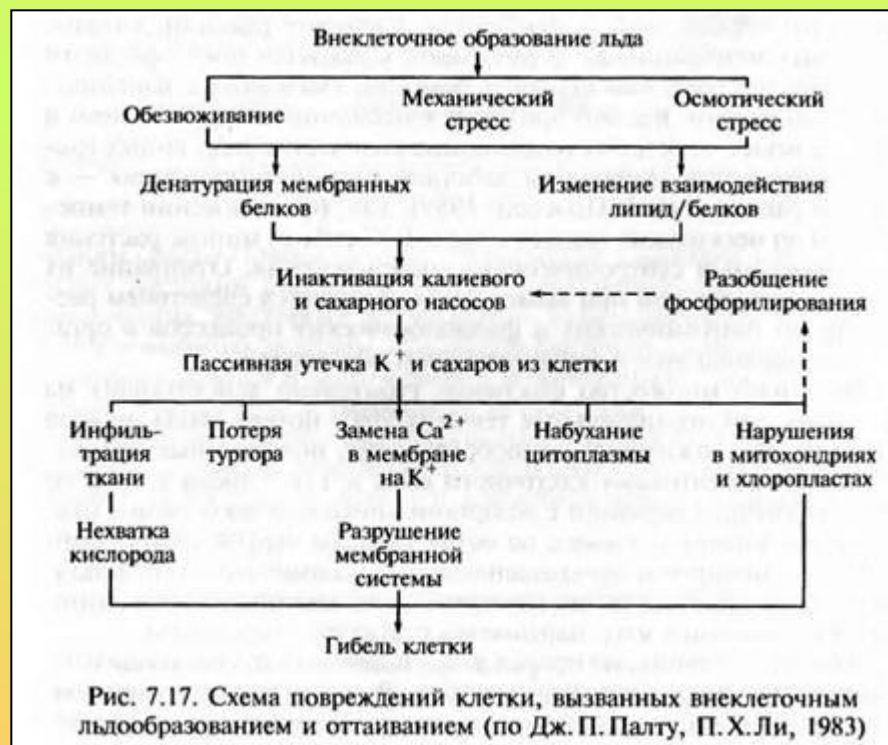 Внеклеточное образование льда
Обезвоживание
Механический
стресс
Осмотический
стресс
Денатурация мембранных
белков
Изменение взаимодействия
липид/белков
Инактивация калиевого
и сахарного насосов
Разобщение
фосфорилирования
Пассивная утечка K⁺ и сахаров из клетки
Инфиль-
трация
ткани
Потеря
тургора
Замена Ca²⁺
в мембране
на K⁺
Набухание
цитоплазмы
Нарушения
в митохондриях
и хлоропластах
Нехватка
кислорода
Разрушение
мембранной
системы
Гибель клетки
Рис. 7.17. Схема повреждений клетки, вызванных внеклеточным
льдообразованием и оттаиванием (по Дж. П. Палту, П. Х. Ли, 1983)